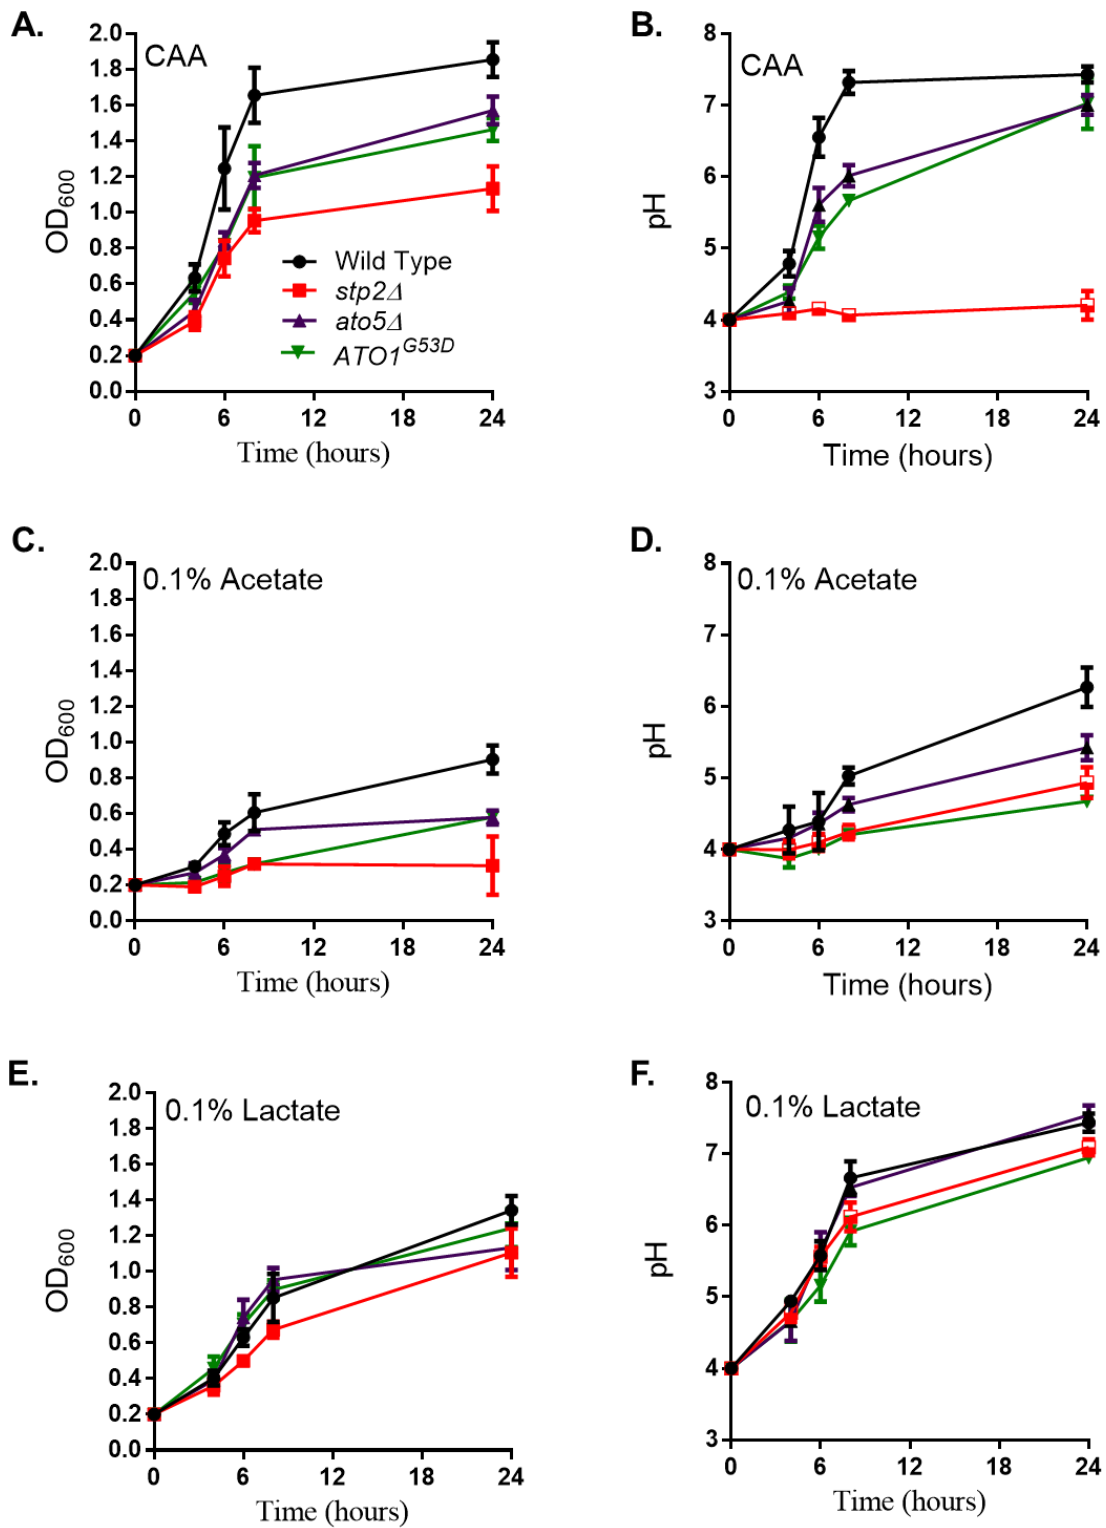 A.
CAA
2.0
1.8
1.6
1.4
1.2
1.0
0.8
0.6
0.4
0.2
0.0
OD600
Wild Type
stp2Δ
ato5Δ
ATO1G53D
0 6 12 18 24
Time (hours)
B.
CAA
8
7
6
5
4
3
pH
0 6 12 18 24
Time (hours)
C.
0.1% Acetate
2.0
1.8
1.6
1.4
1.2
1.0
0.8
0.6
0.4
0.2
0.0
OD600
0 6 12 18 24
Time (hours)
D.
0.1% Acetate
8
7
6
5
4
3
pH
0 6 12 18 24
Time (hours)
E.
0.1% Lactate
2.0
1.8
1.6
1.4
1.2
1.0
0.8
0.6
0.4
0.2
0.0
OD600
0 6 12 18 24
Time (hours)
F.
0.1% Lactate
8
7
6
5
4
3
pH
0 6 12 18 24
Time (hours)